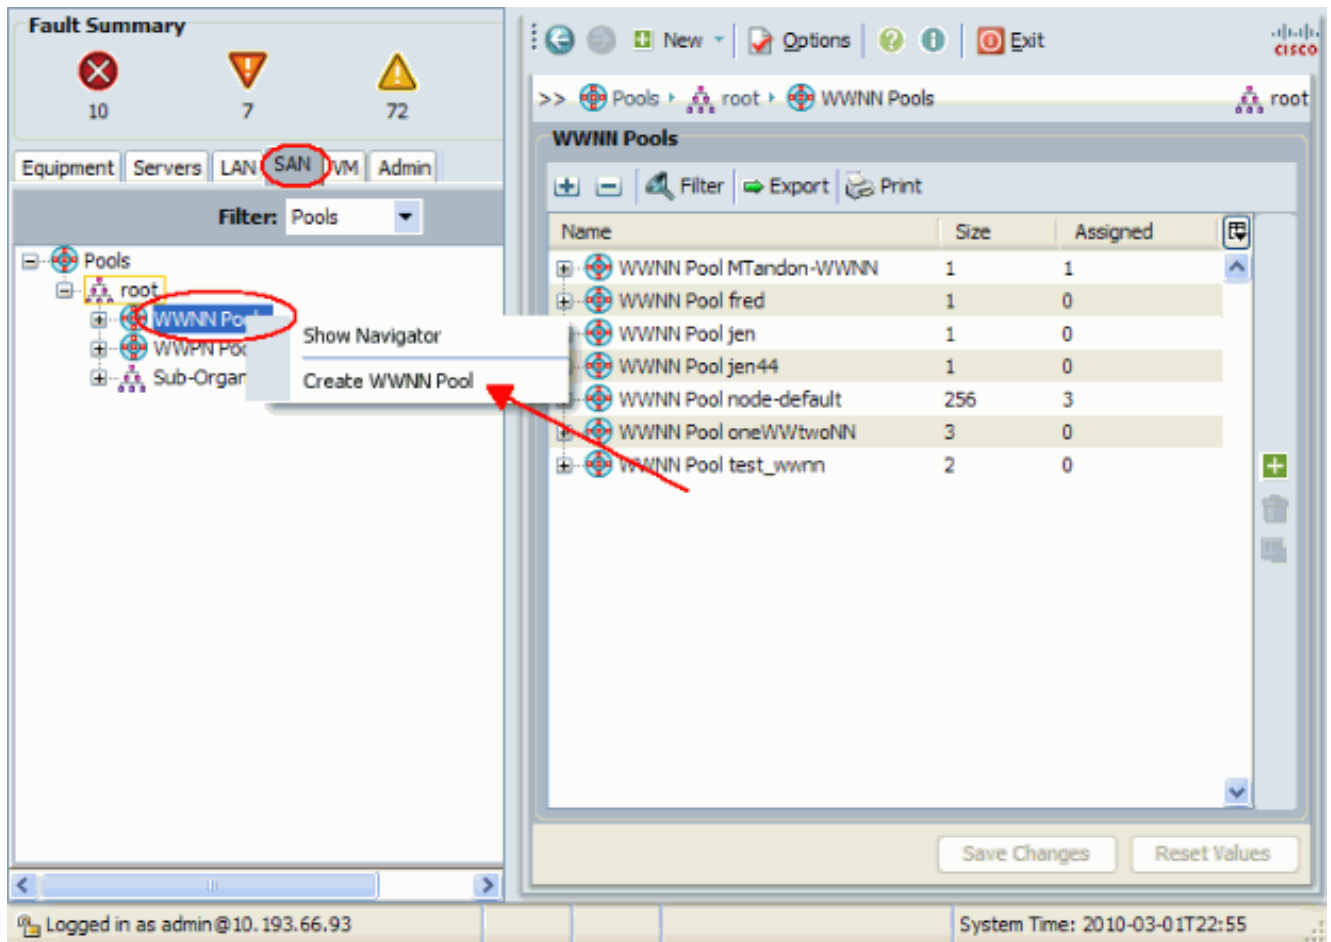 Fault Summary
10 7 72
Equipment Servers LAN SAN VM Admin
Filter: Pools
Pools
root
WWNN Pools
WWPN Poo
Sub-Organ
Show Navigator
Create WWNN Pool
New Options Exit
CISCO
>> Pools root WWNN Pools root
WWNN Pools
Filter Export Print
Name Size Assigned
WWNN Pool MTandon-WWNN 1 1
WWNN Pool fred 1 0
WWNN Pool jen 1 0
WWNN Pool jen44 1 0
WWNN Pool node-default 256 3
WWNN Pool oneWWtwoNN 3 0
WWNN Pool test_wwnn 2 0
Save Changes Reset Values
Logged in as admin@10.193.66.93 System Time: 2010-03-01T22:55